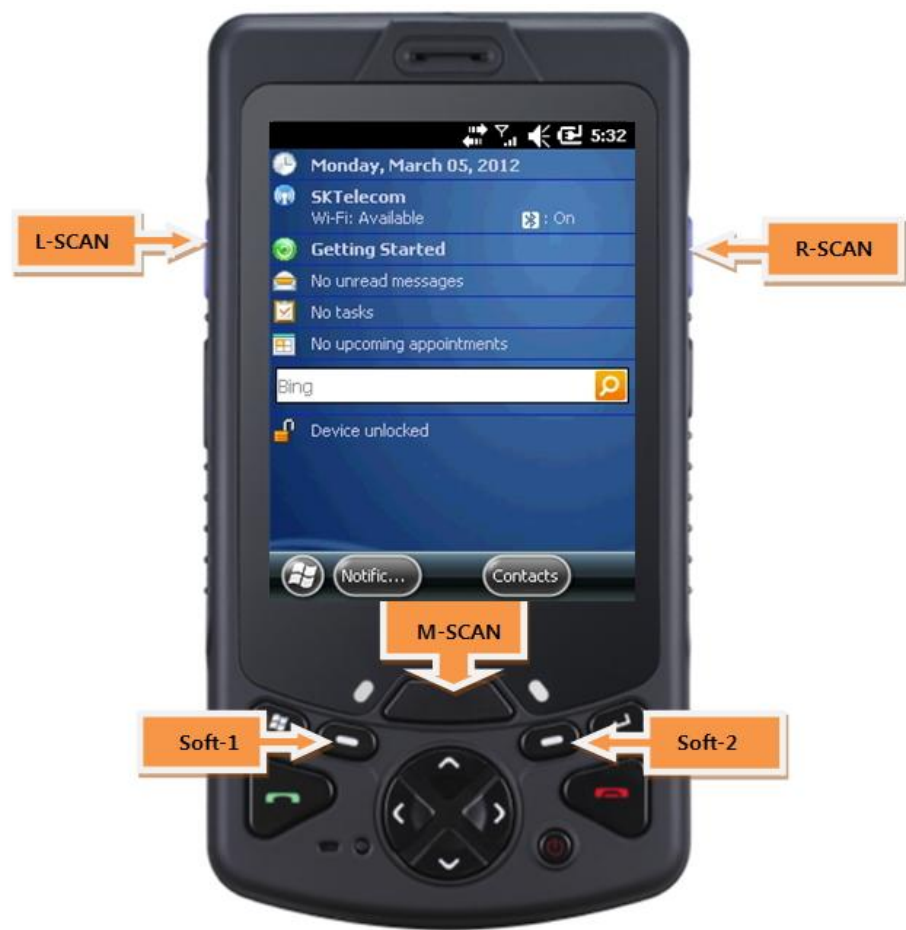 5:32
Monday, March 05, 2012
SKTelecom
Wi-Fi: Available : On
L-SCAN
Getting Started
R-SCAN
No unread messages
No tasks
No upcoming appointments
Bing
Device unlocked
Notific... Contacts
M-SCAN
Soft-1
Soft-2